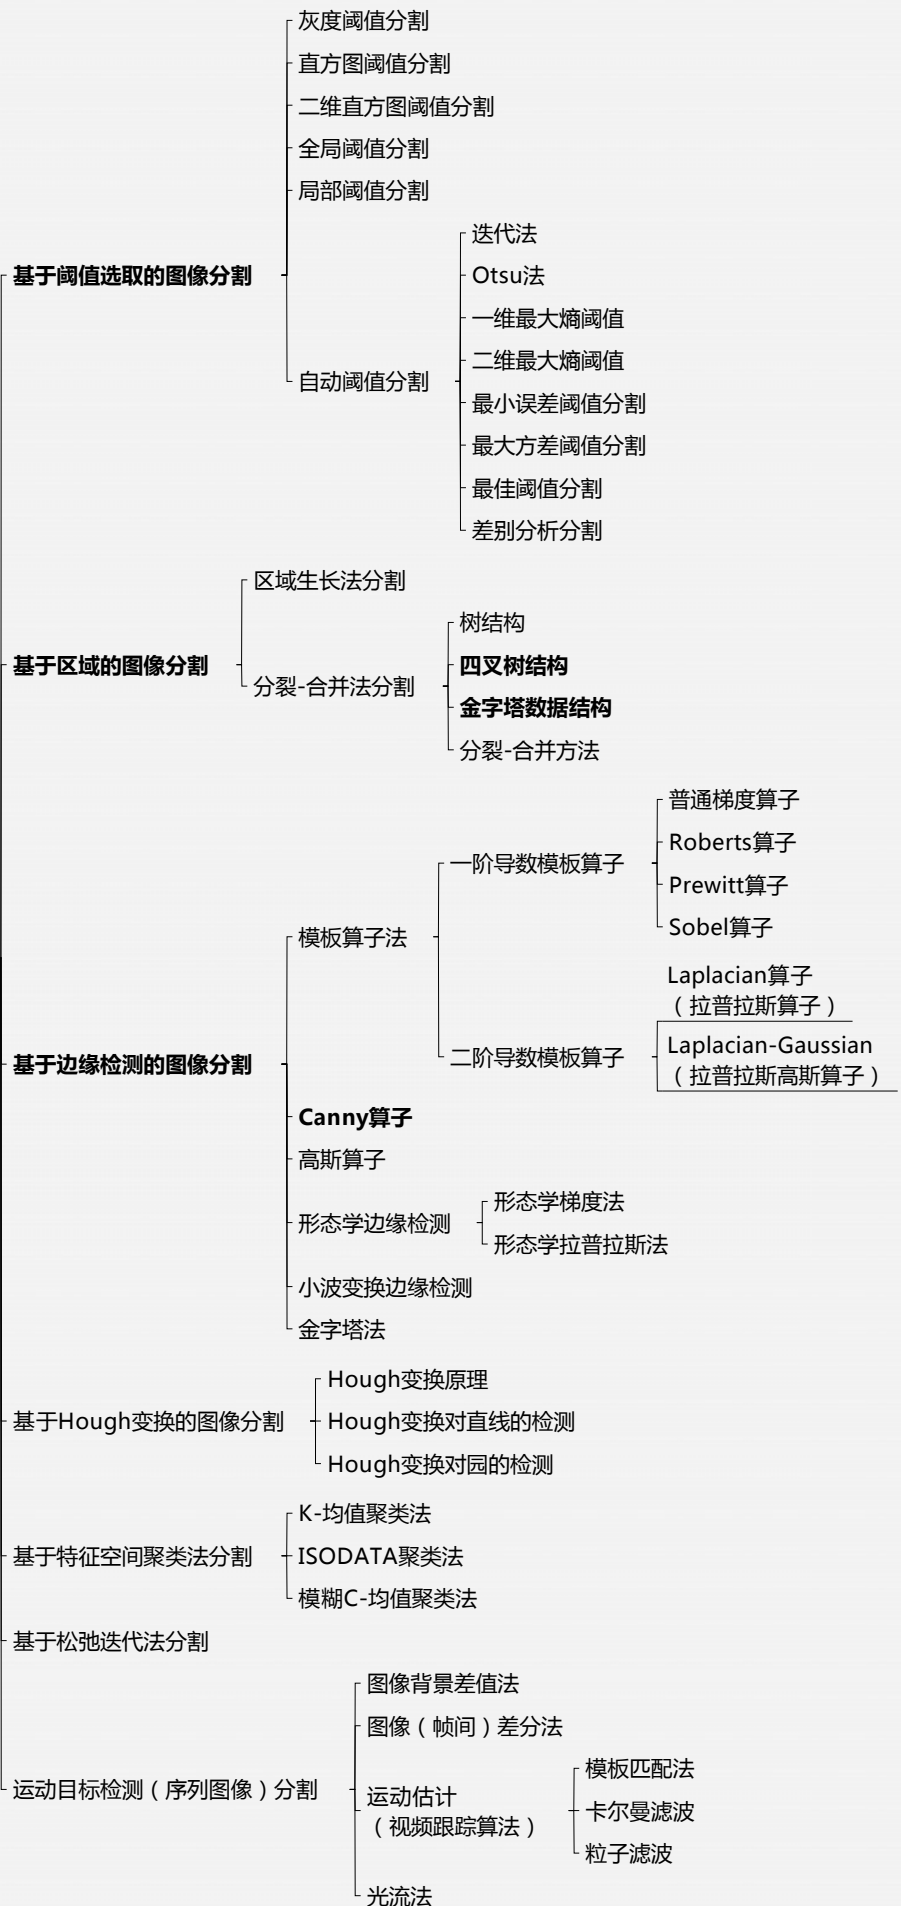 灰度阈值分割
直方图阈值分割
二维直方图阈值分割
全局阈值分割
局部阈值分割
迭代法
基于阈值选取的图像分割
Otsu法
一维最大熵阈值
二维最大熵阈值
自动阈值分割
最小误差阈值分割
最大方差阈值分割
最佳阈值分割
差别分析分割
区域生长法分割
树结构
基于区域的图像分割
四叉树结构
分裂-合并法分割
金字塔数据结构
分裂-合并方法
普通梯度算子
Roberts算子
一阶导数模板算子
Prewitt算子
Sobel算子
模板算子法
Laplacian算子
（拉普拉斯算子）
Laplacian-Gaussian
（拉普拉斯高斯算子）
二阶导数模板算子
基于边缘检测的图像分割
Canny算子
高斯算子
形态学梯度法
形态学边缘检测
形态学拉普拉斯法
小波变换边缘检测
金字塔法
Hough变换原理
基于Hough变换的图像分割
Hough变换对直线的检测
Hough变换对园的检测
K-均值聚类法
基于特征空间聚类法分割
ISODATA聚类法
模糊C-均值聚类法
基于松弛迭代法分割
图像背景差值法
图像（帧间）差分法
模板匹配法
运动目标检测（序列图像）分割
运动估计
（视频跟踪算法）
卡尔曼滤波
粒子滤波
光流法